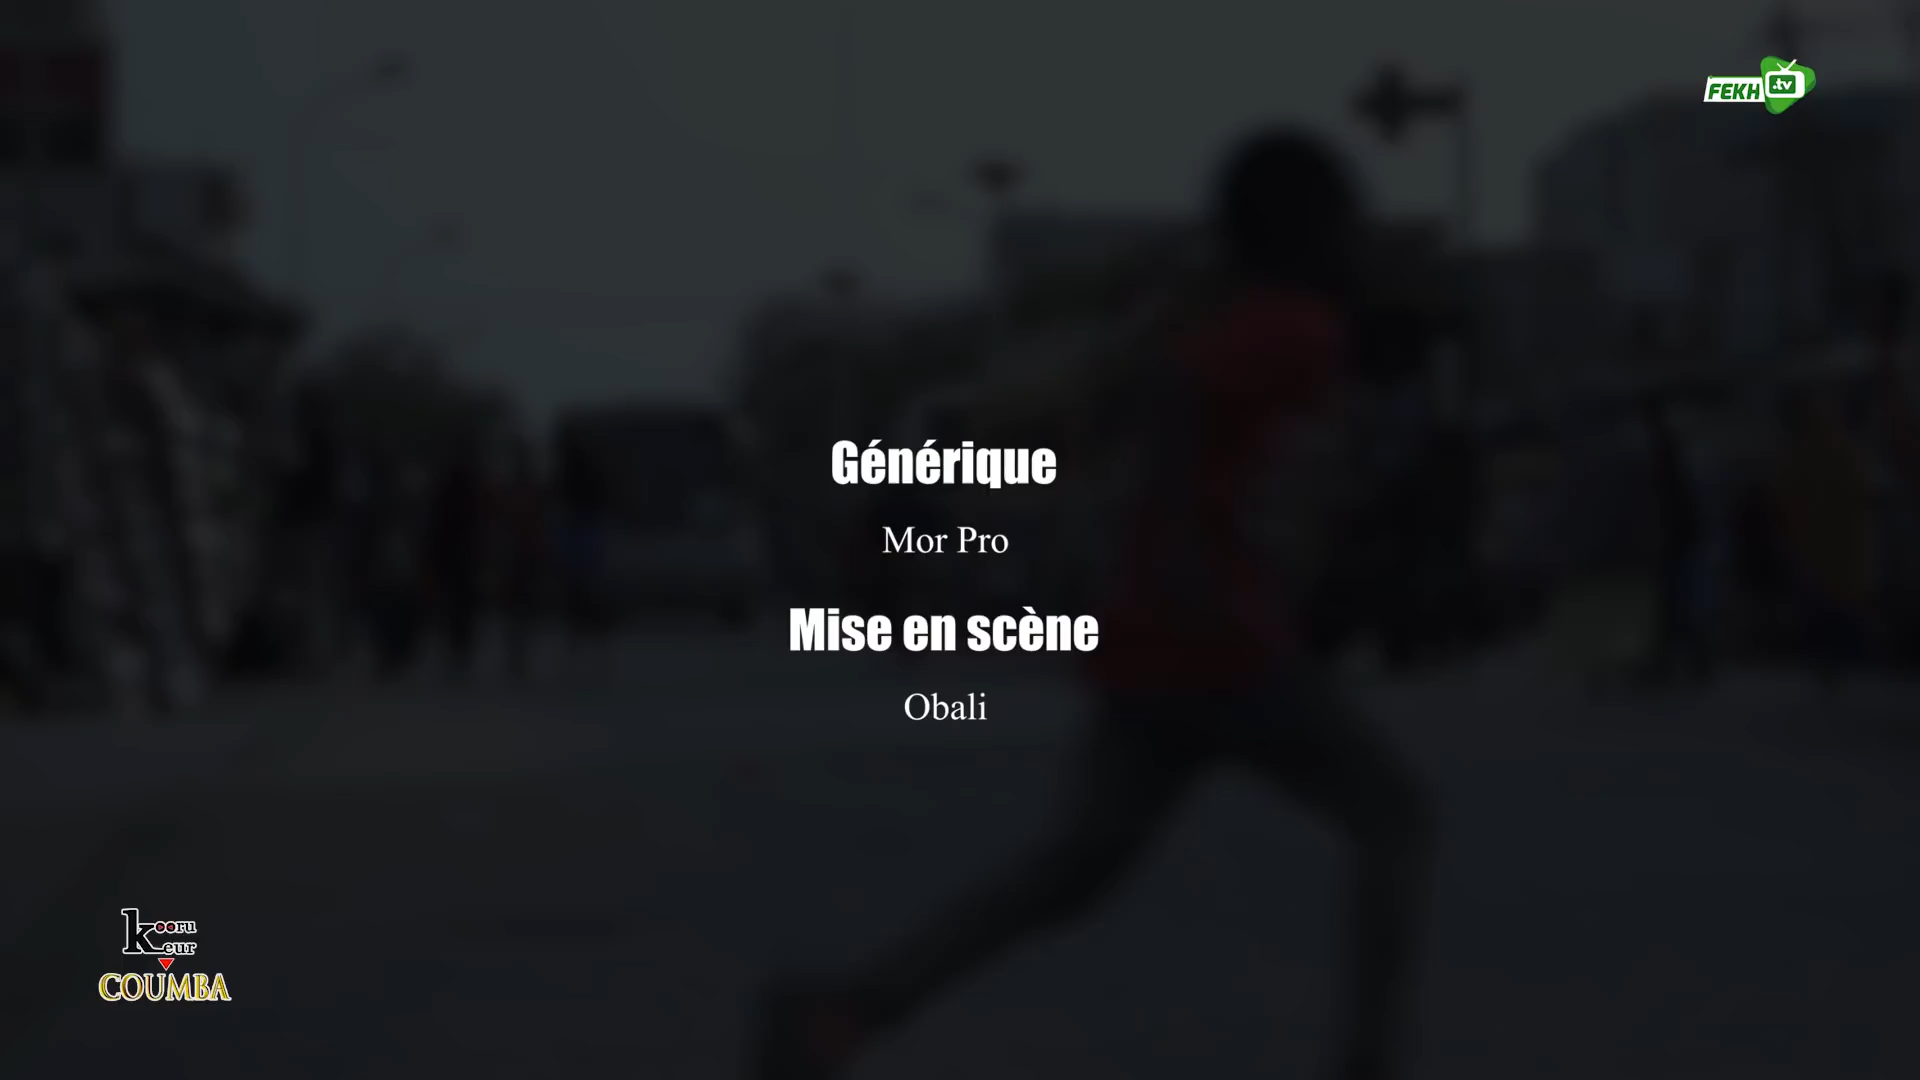 FEKH .tv
Générique
Mor Pro
Mise en scène
Obali
kooru
keur
COUMBA